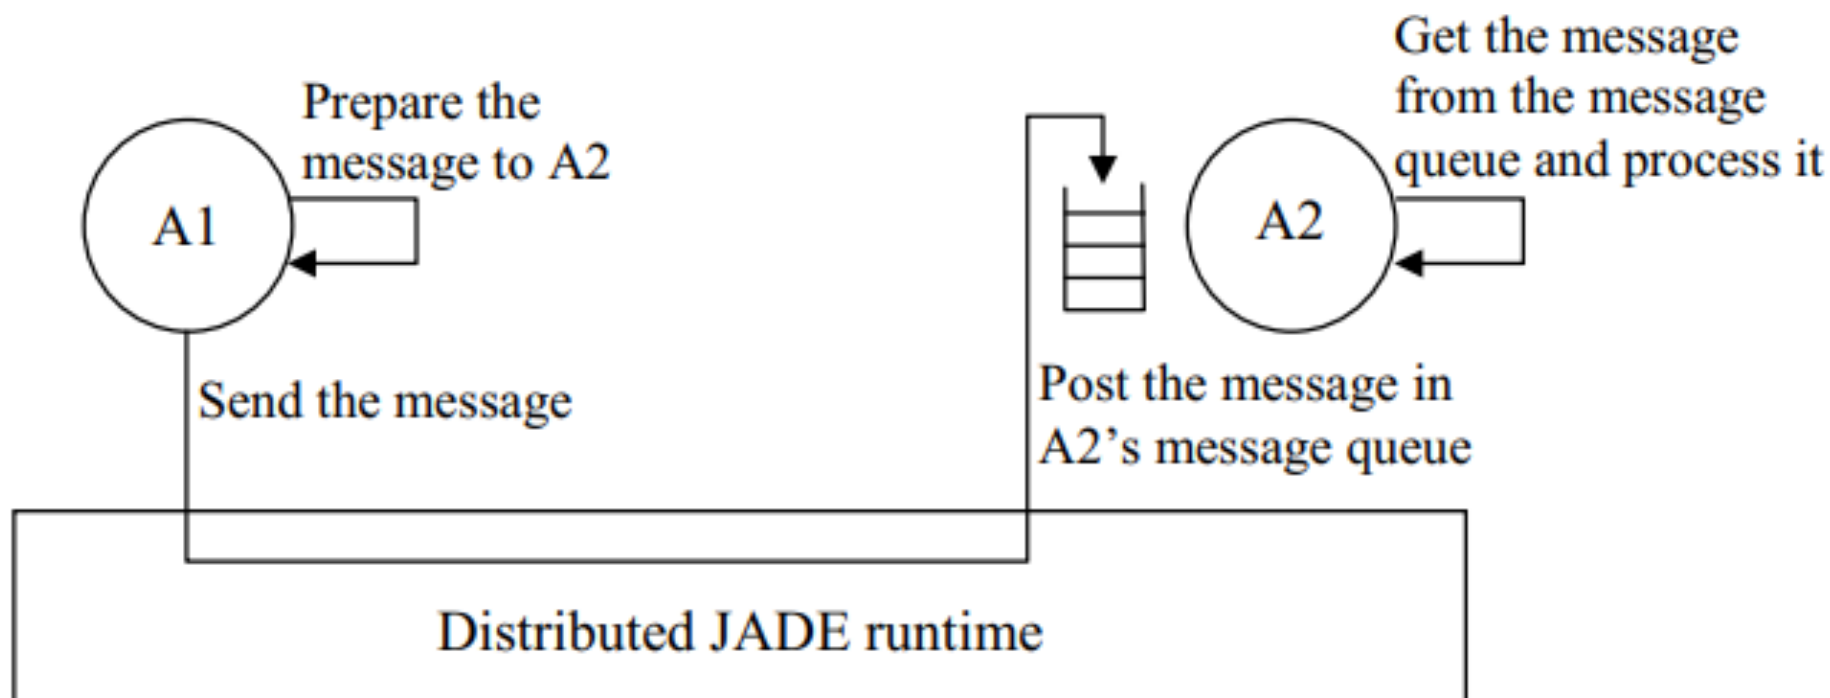 Prepare the
message to A2
A1
Send the message
Get the message
from the message
queue and process it
A2
Post the message in
A2’s message queue
Distributed JADE runtime